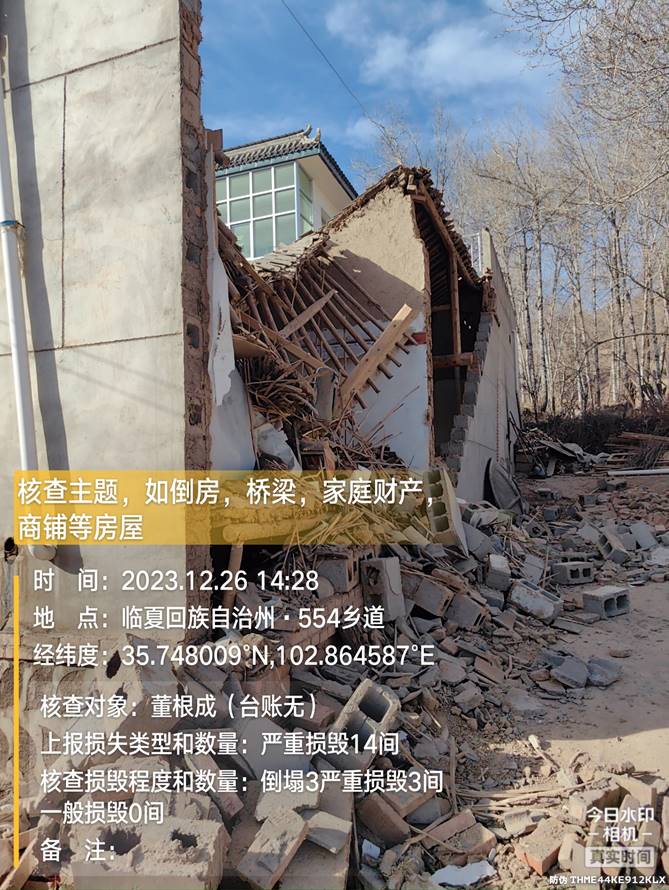 核查主题，如倒房，桥梁，家庭财产，
商铺等房屋
时 间：2023.12.26 14:28
地 点：临夏回族自治州·554乡道
经纬度：35.748009°N,102.864587°E
核查对象：董根成（台账无）
上报损失类型和数量：严重损毁14间
核查损毁程度和数量：倒塌3严重损毁3间
一般损毁0间
备 注：
今日水印
相机
真实时间
防伪 THME44KE912KLX